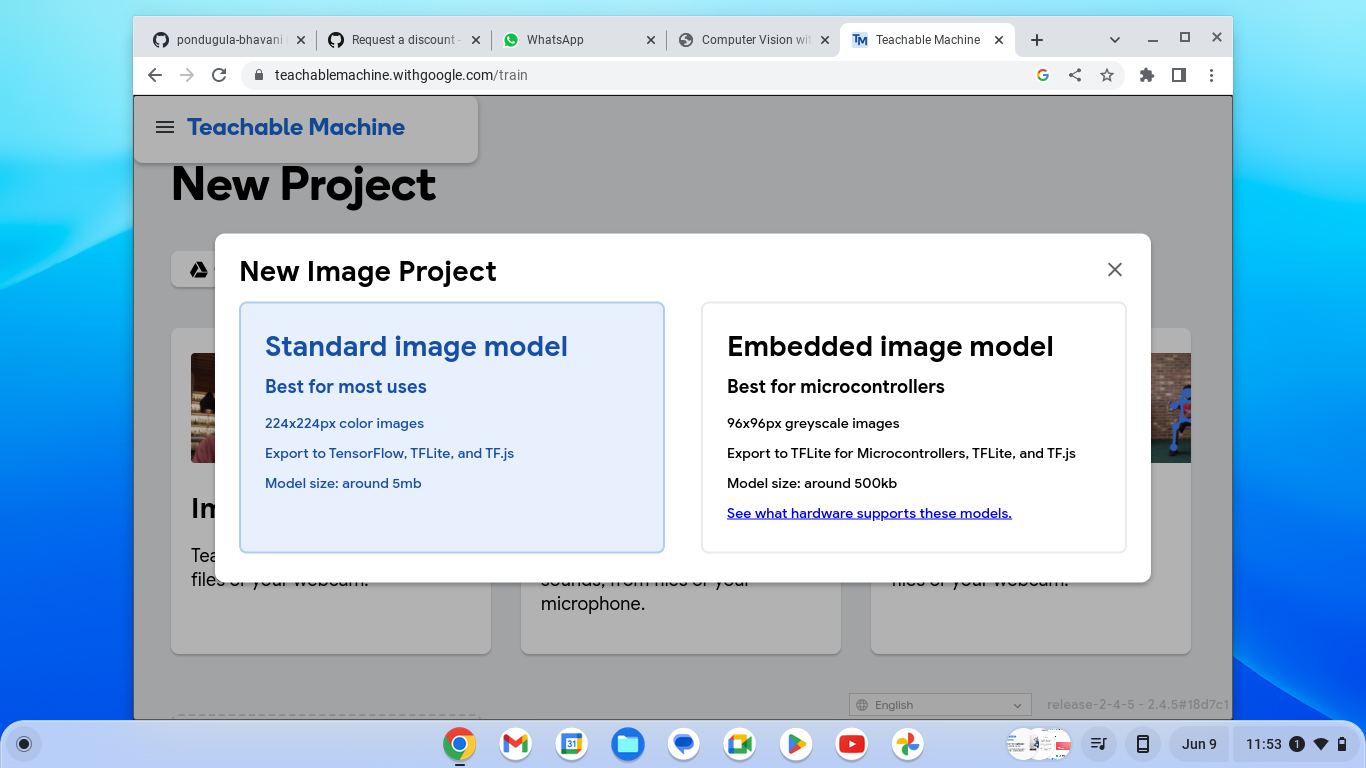 pondugula-bhavani
Request a discount -
WhatsApp
Computer Vision wit
TM
Teachable Machine
teachablemachine.withgoogle.com/train
Teachable Machine
New Project
New Image Project
Standard image model
Best for most uses
224x224px color images
Export to TensorFlow, TFLite, and TF.js
Model size: around 5mb
Embedded image model
Best for microcontrollers
96x96px greyscale images
Export to TFLite for Microcontrollers, TFLite, and TF.js
Model size: around 500kb
See what hardware supports these models.
files or your webcam.
sounds, from files or your
microphone.
files or your webcam.
English
release-2-4-5 - 2.4.5#18d7c1
31
Jun 9
11:53
1